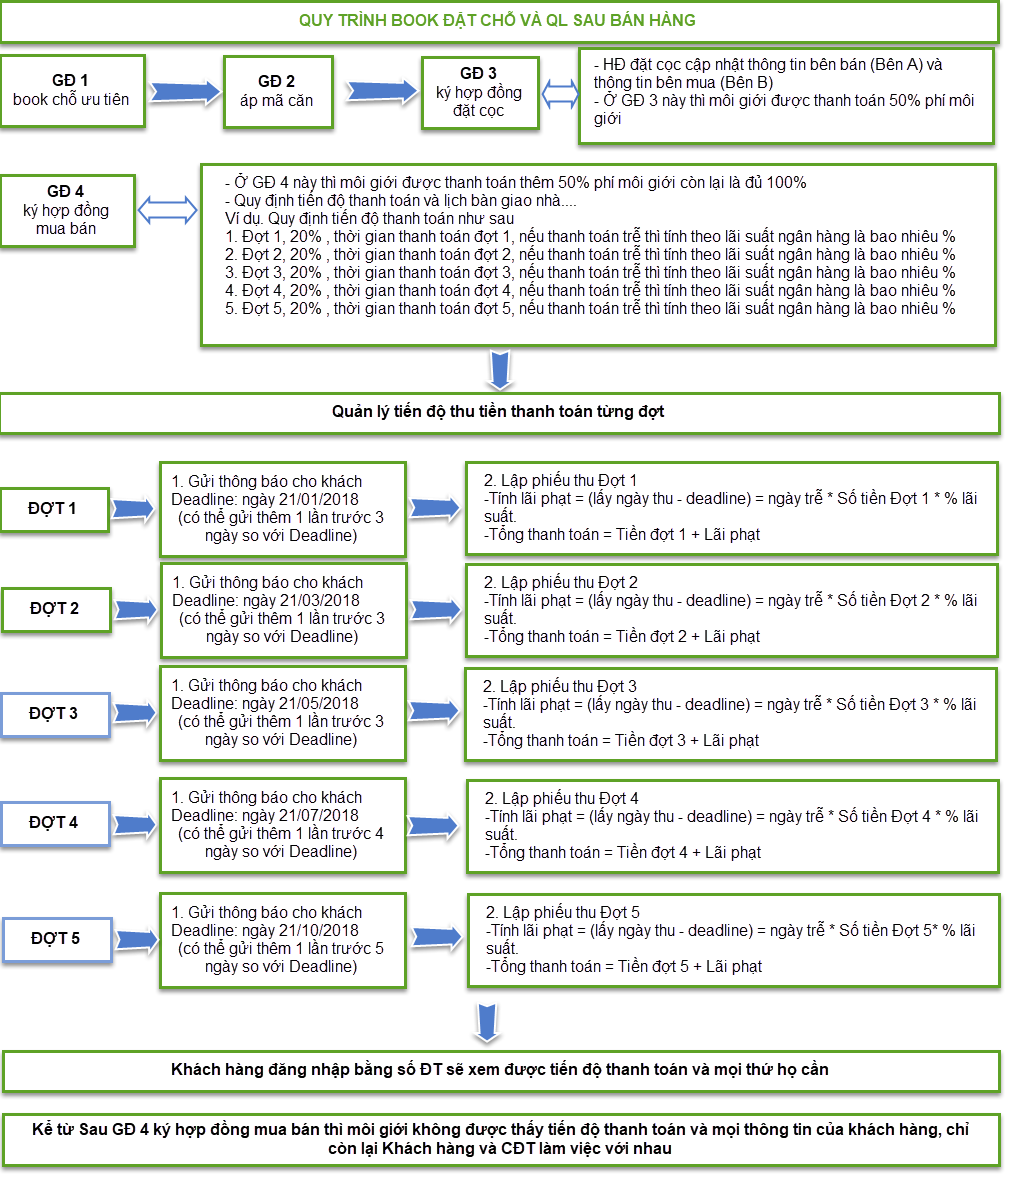 QUY TRÌNH BOOK ĐẶT CHỖ VÀ QL SAU BÁN HÀNG
GĐ 1
book chỗ ưu tiên
GĐ 2
áp mã căn
GĐ 3
ký hợp đồng
đặt cọc
- HĐ đặt cọc cập nhật thông tin bên bán (Bên A) và
thông tin bên mua (Bên B)
- Ở GĐ 3 này thì môi giới được thanh toán 50% phí môi
giới
GĐ 4
ký hợp đồng
mua bán
- Ở GĐ 4 này thì môi giới được thanh toán thêm 50% phí môi giới còn lại là đủ 100%
- Quy định tiến độ thanh toán và lịch bàn giao nhà....
Ví dụ. Quy định tiến độ thanh toán như sau
1. Đợt 1, 20% , thời gian thanh toán đợt 1, nếu thanh toán trễ thì tính theo lãi suất ngân hàng là bao nhiêu %
2. Đợt 2, 20% , thời gian thanh toán đợt 2, nếu thanh toán trễ thì tính theo lãi suất ngân hàng là bao nhiêu %
3. Đợt 3, 20% , thời gian thanh toán đợt 3, nếu thanh toán trễ thì tính theo lãi suất ngân hàng là bao nhiêu %
4. Đợt 4, 20% , thời gian thanh toán đợt 4, nếu thanh toán trễ thì tính theo lãi suất ngân hàng là bao nhiêu %
5. Đợt 5, 20% , thời gian thanh toán đợt 5, nếu thanh toán trễ thì tính theo lãi suất ngân hàng là bao nhiêu %
Quản lý tiến độ thu tiền thanh toán từng đợt
ĐỢT 1
1. Gửi thông báo cho khách
Deadline: ngày 21/01/2018
(có thể gửi thêm 1 lần trước 3
ngày so với Deadline)
2. Lập phiếu thu Đợt 1
-Tính lãi phạt = (lấy ngày thu - deadline) = ngày trễ * Số tiền Đợt 1 * % lãi
suất.
-Tổng thanh toán = Tiền đợt 1 + Lãi phạt
ĐỢT 2
1. Gửi thông báo cho khách
Deadline: ngày 21/03/2018
(có thể gửi thêm 1 lần trước 3
ngày so với Deadline)
2. Lập phiếu thu Đợt 2
-Tính lãi phạt = (lấy ngày thu - deadline) = ngày trễ * Số tiền Đợt 2 * % lãi
suất.
-Tổng thanh toán = Tiền đợt 2 + Lãi phạt
ĐỢT 3
1. Gửi thông báo cho khách
Deadline: ngày 21/05/2018
(có thể gửi thêm 1 lần trước 3
ngày so với Deadline)
2. Lập phiếu thu Đợt 3
-Tính lãi phạt = (lấy ngày thu - deadline) = ngày trễ * Số tiền Đợt 3 * % lãi
suất.
-Tổng thanh toán = Tiền đợt 3 + Lãi phạt
ĐỢT 4
1. Gửi thông báo cho khách
Deadline: ngày 21/07/2018
(có thể gửi thêm 1 lần trước 4
ngày so với Deadline)
2. Lập phiếu thu Đợt 4
-Tính lãi phạt = (lấy ngày thu - deadline) = ngày trễ * Số tiền Đợt 4 * % lãi
suất.
-Tổng thanh toán = Tiền đợt 4 + Lãi phạt
ĐỢT 5
1. Gửi thông báo cho khách
Deadline: ngày 21/10/2018
(có thể gửi thêm 1 lần trước 5
ngày so với Deadline)
2. Lập phiếu thu Đợt 5
-Tính lãi phạt = (lấy ngày thu - deadline) = ngày trễ * Số tiền Đợt 5* % lãi
suất.
-Tổng thanh toán = Tiền đợt 5 + Lãi phạt
Khách hàng đăng nhập bằng số ĐT sẽ xem được tiến độ thanh toán và mọi thứ họ cần
Kể từ Sau GĐ 4 ký hợp đồng mua bán thì môi giới không được thấy tiến độ thanh toán và mọi thông tin của khách hàng, chỉ
còn lại Khách hàng và CĐT làm việc với nhau